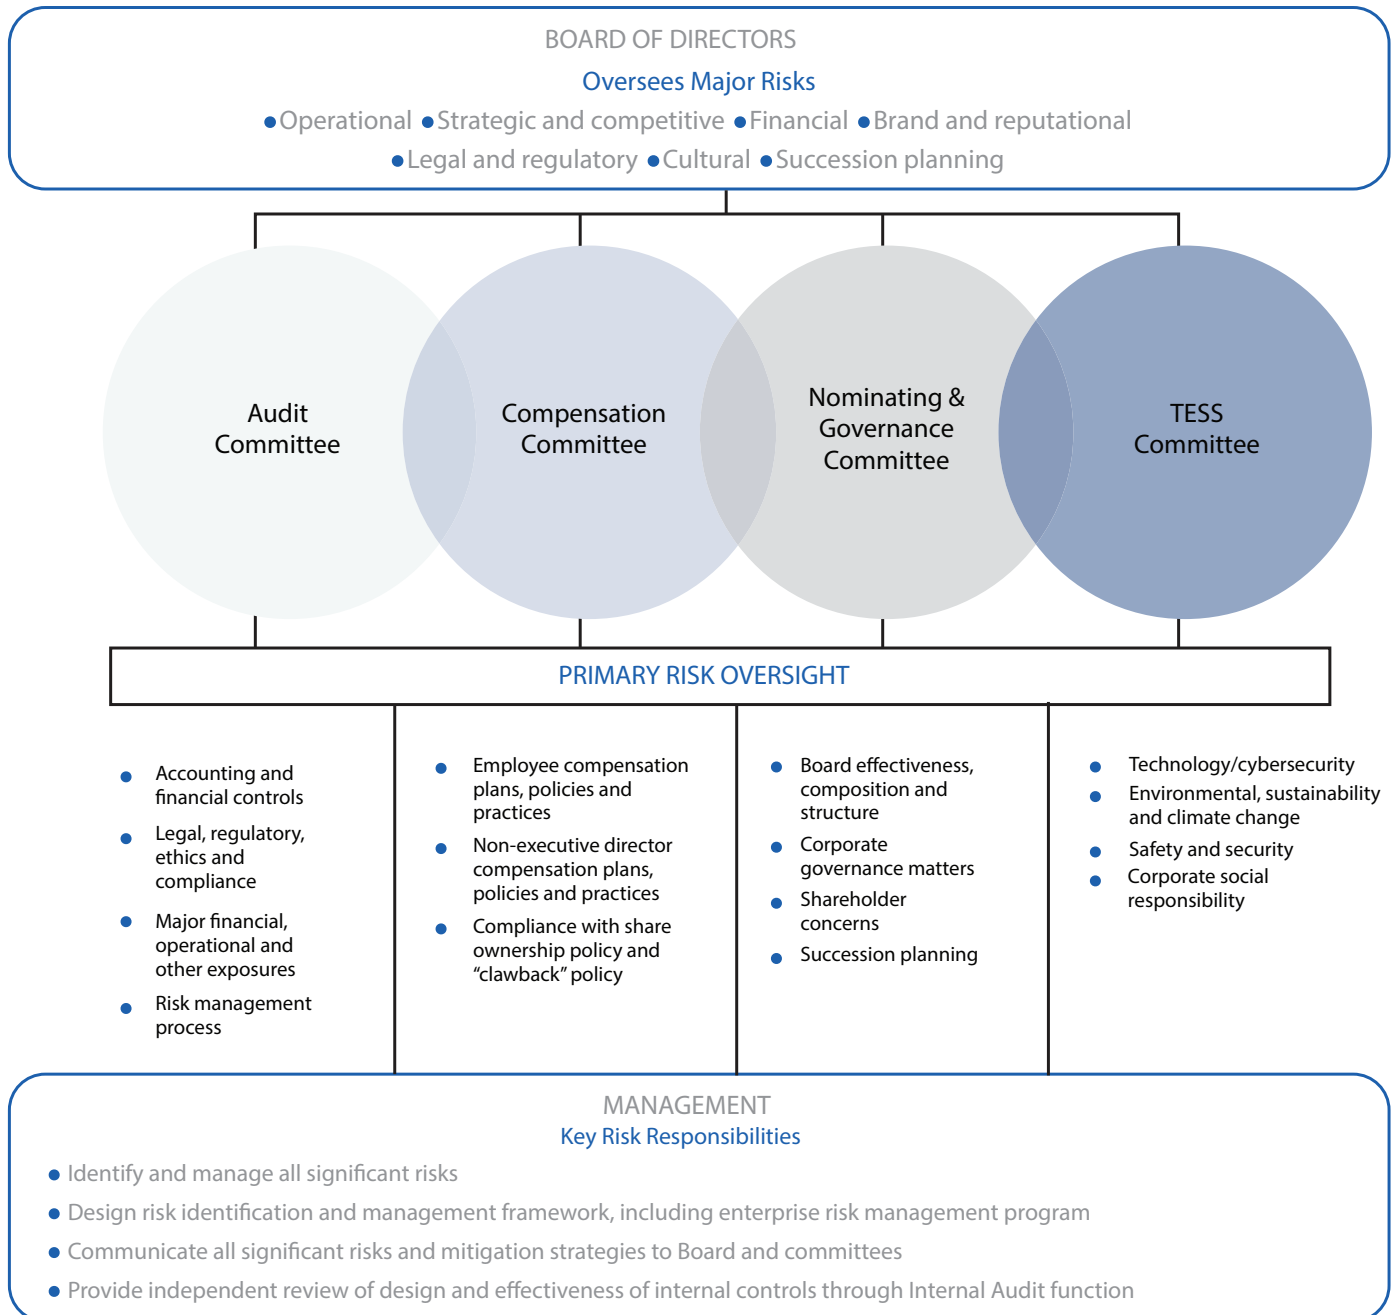 BOARD OF DIRECTORS
Oversees Major Risks
● Operational ● Strategic and competitive ● Financial ● Brand and reputational
● Legal and regulatory ● Cultural ● Succession planning
Audit
Committee
Compensation
Committee
Nominating &
Governance
Committee
TESS
Committee
PRIMARY RISK OVERSIGHT
● Accounting and
financial controls
● Legal, regulatory,
ethics and
compliance
● Major financial,
operational and
other exposures
● Risk management
process
● Employee compensation
plans, policies and
practices
● Non-executive director
compensation plans,
policies and practices
● Compliance with share
ownership policy and
“clawback” policy
● Board effectiveness,
composition and
structure
● Corporate
governance matters
● Shareholder
concerns
● Succession planning
● Technology/cybersecurity
● Environmental, sustainability
and climate change
● Safety and security
● Corporate social
responsibility
MANAGEMENT
Key Risk Responsibilities
● Identify and manage all significant risks
● Design risk identification and management framework, including enterprise risk management program
● Communicate all significant risks and mitigation strategies to Board and committees
● Provide independent review of design and effectiveness of internal controls through Internal Audit function